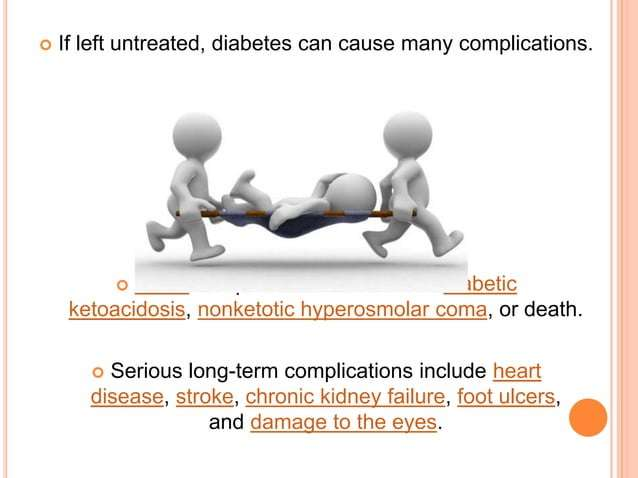 If left untreated, diabetes can cause many complications.
ketoacidosis, nonketotic hyperosmolar coma, or death.
Serious long-term complications include heart
disease, stroke, chronic kidney failure, foot ulcers,
and damage to the eyes.